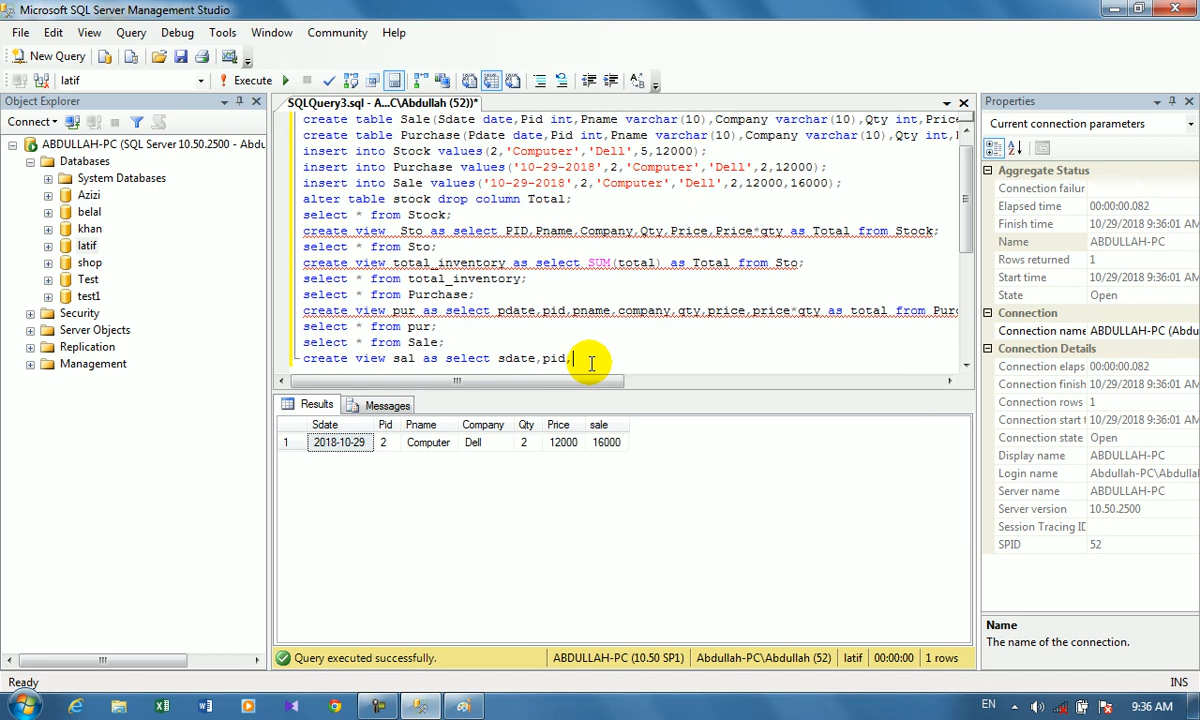 Microsoft SQL Server Management Studio
File Edit View Query Debug Tools Window Community Help
New Query
latif Execute
Object Explorer
Connect
ABDULLAH-PC (SQL Server 10.50.2500 - Abdu
Databases
System Databases
Azizi
belal
khan
latif
shop
Test
test1
Security
Server Objects
Replication
Management
SQLQuery3.sql - A...C\Abdullah (52))*
create table Sale(Sdate date,Pid int,Pname varchar(10),Company varchar(10),Qty int,Price
create table Purchase(Pdate date,Pid int,Pname varchar(10),Company varchar(10),Qty int,
insert into Stock values(2,'Computer','Dell',5,12000);
insert into Purchase values('10-29-2018',2,'Computer','Dell',2,12000);
insert into Sale values('10-29-2018',2,'Computer','Dell',2,12000,16000);
alter table stock drop column Total;
select * from Stock;
create view  Sto as select PID,Pname,Company,Qty,Price,Price*qty as Total from Stock;
select * from Sto;
create view total_inventory as select SUM(total) as Total from Sto;
select * from total_inventory;
select * from Purchase;
create view pur as select pdate,pid,pname,company,qty,price,price*qty as total from Purc
select * from pur;
select * from Sale;
create view sal as select sdate,pid,
Results Messages
Sdate Pid Pname Company Qty Price sale
1 2018-10-29 2 Computer Dell 2 12000 16000
Query executed successfully. ABDULLAH-PC (10.50 SP1) Abdullah-PC\Abdullah (52) latif 00:00:00 1 rows
Properties
Current connection parameters
Aggregate Status
Connection failur
Elapsed time 00:00:00.082
Finish time 10/29/2018 9:36:01 A
Name ABDULLAH-PC
Rows returned 1
Start time 10/29/2018 9:36:01 A
State Open
Connection
Connection name ABDULLAH-PC (Abdu
Connection Details
Connection elaps 00:00:00.082
Connection finish 10/29/2018 9:36:01 A
Connection rows 1
Connection start t 10/29/2018 9:36:01 A
Connection state Open
Display name ABDULLAH-PC
Login name Abdullah-PC\Abdulla
Server name ABDULLAH-PC
Server version 10.50.2500
Session Tracing ID
SPID 52
Name
The name of the connection.
Ready INS
EN 9:36 AM